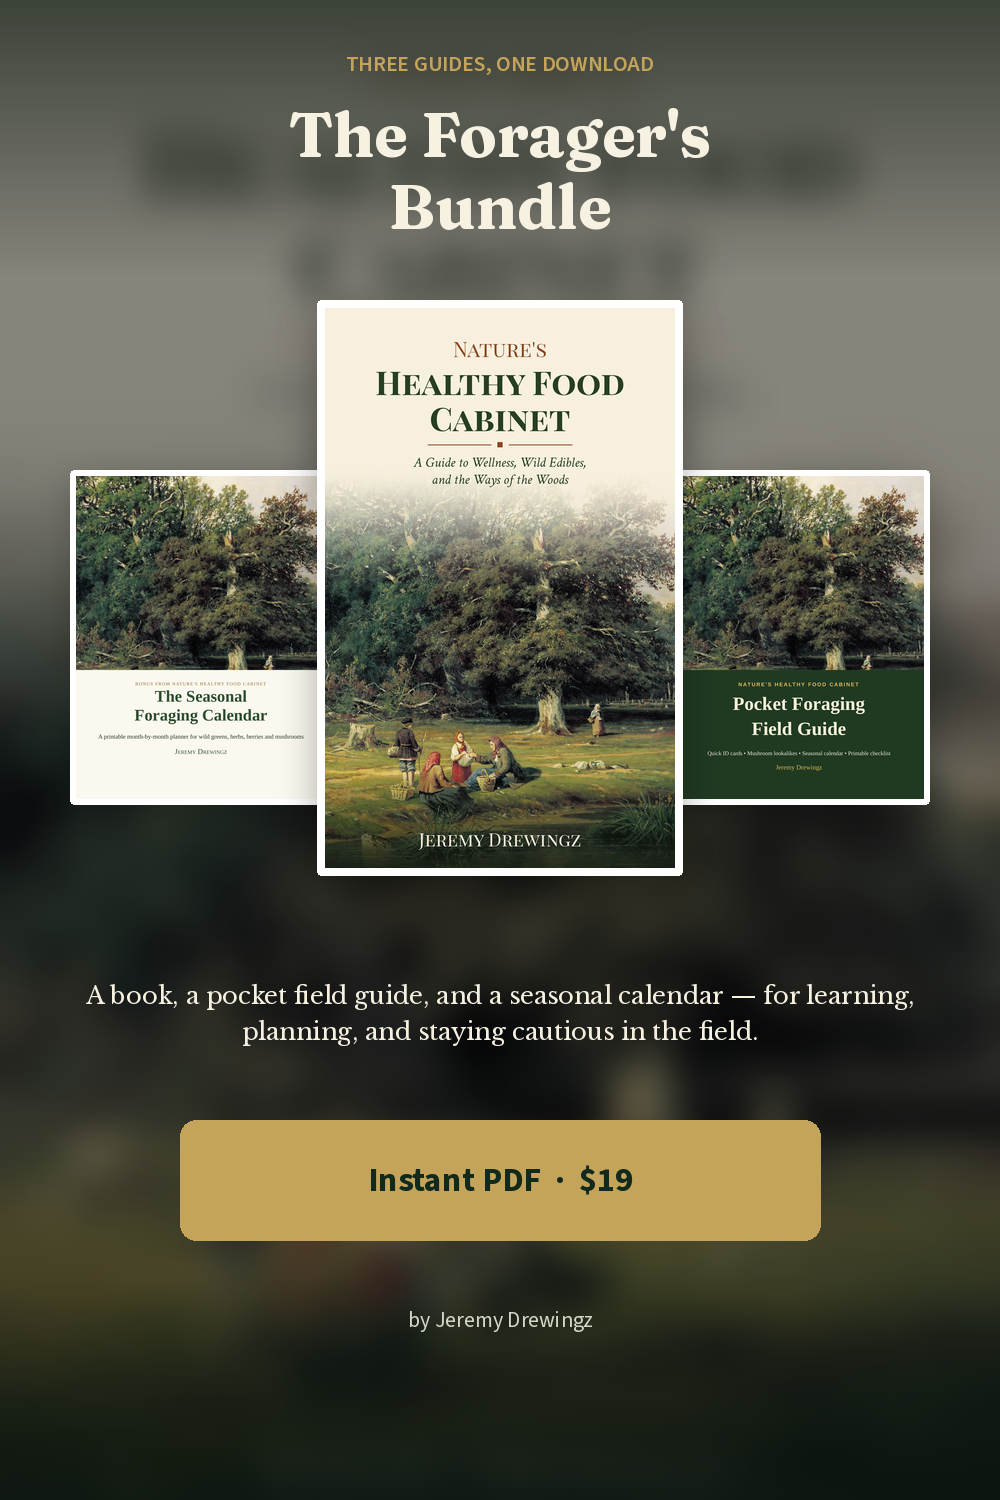 THREE GUIDES, ONE DOWNLOAD
The Forager's
Bundle
NATURE'S
HEALTHY FOOD
CABINET
A Guide to Wellness, Wild Edibles,
and the Ways of the Woods
JEREMY DREWINGZ
BONUS FROM NATURE'S HEALTHY FOOD CABINET
The Seasonal
Foraging Calendar
A printable month-by-month planner for wild greens, herbs, berries and mushrooms
JEREMY DREWINGZ
NATURE'S HEALTHY FOOD CABINET
Pocket Foraging
Field Guide
Quick ID cards • Mushroom lookalikes • Seasonal calendar • Printable checklist
Jeremy Drewingz
A book, a pocket field guide, and a seasonal calendar — for learning,
planning, and staying cautious in the field.
Instant PDF · $19
by Jeremy Drewingz